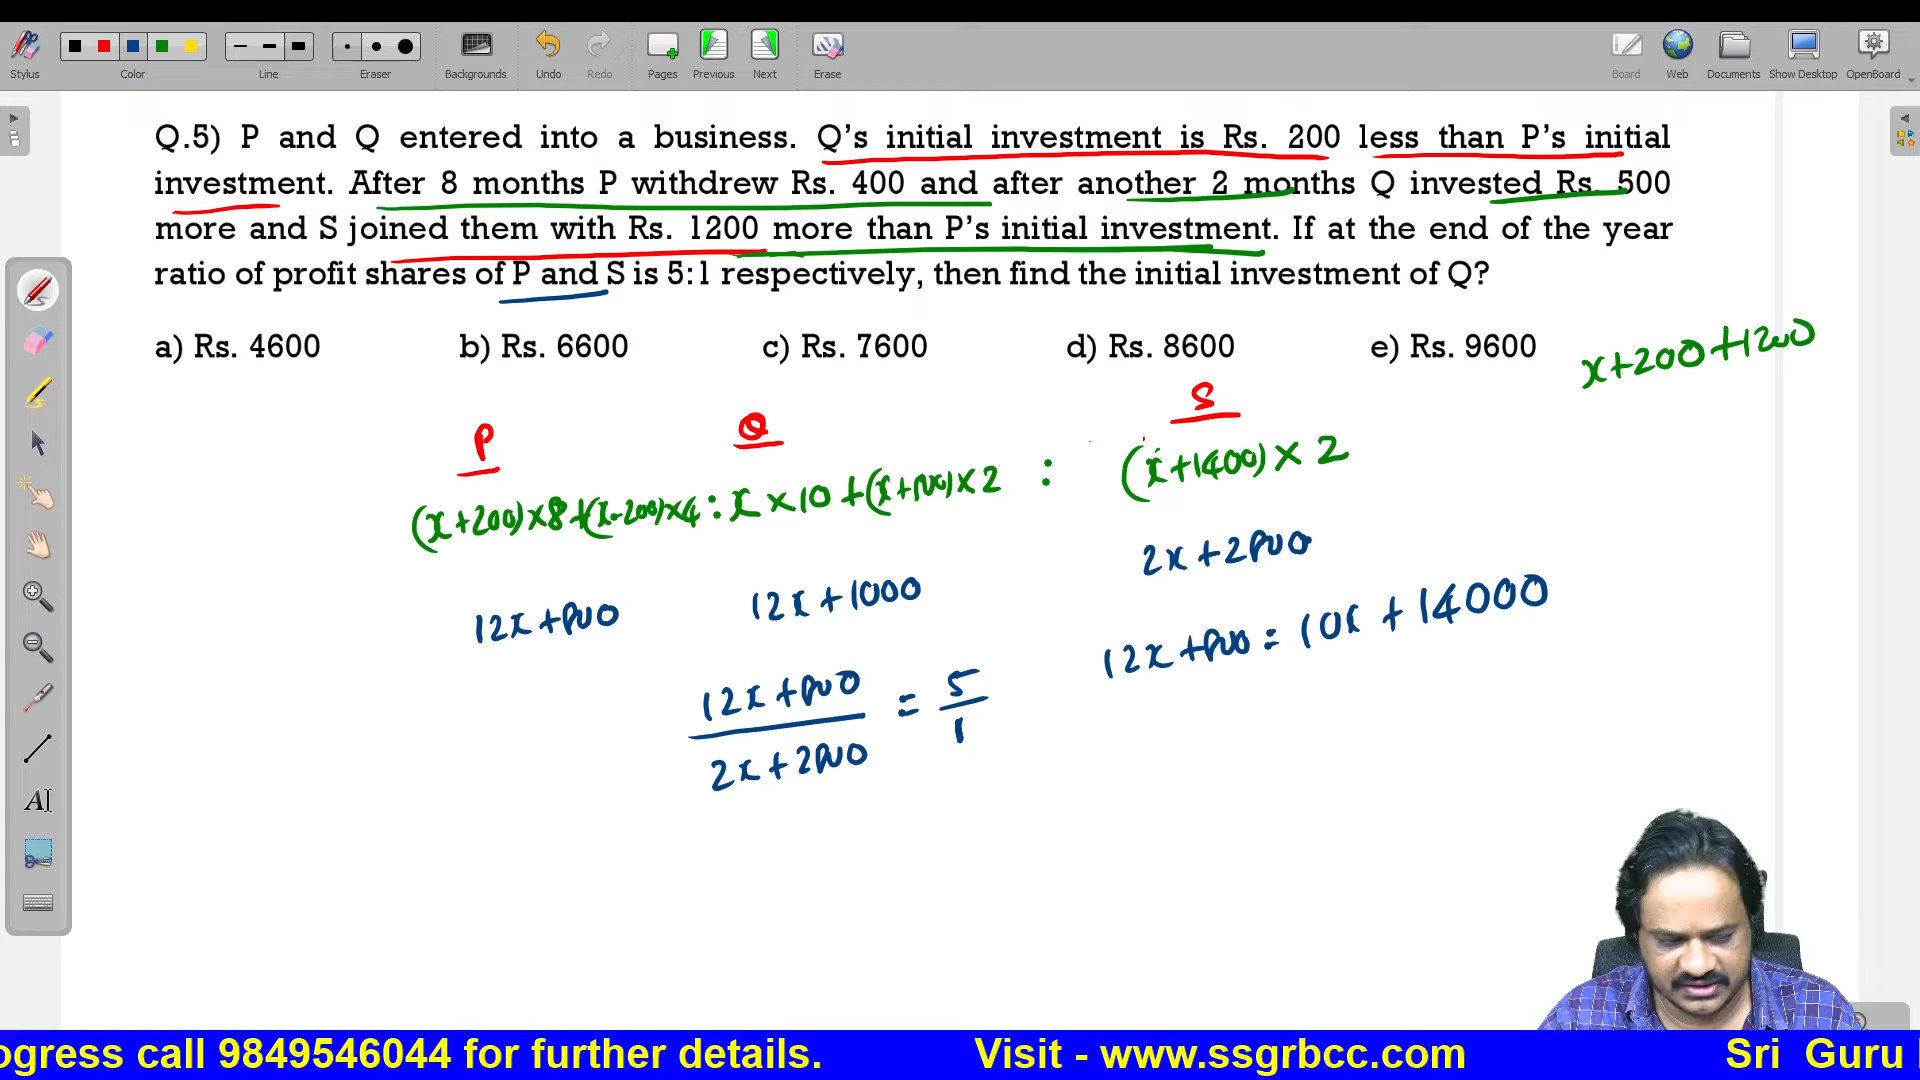 Stylus Color Line Eraser Backgrounds Undo Redo Pages Previous Next Erase Board Web Documents Show Desktop OpenBoard
Q.5) P and Q entered into a business. Q’s initial investment is Rs. 200 less than P’s initial
investment. After 8 months P withdrew Rs. 400 and after another 2 months Q invested Rs. 500
more and S joined them with Rs. 1200 more than P’s initial investment. If at the end of the year
ratio of profit shares of P and S is 5:1 respectively, then find the initial investment of Q?
a) Rs. 4600 b) Rs. 6600 c) Rs. 7600 d) Rs. 8600 e) Rs. 9600
x+200+1200
P Q S
(x+200)×8+(x-200)×4 : x×10+(x+500)×2 : (x+1400)×2
12x+800 12x+1000 2x+2800
12x+800 = 10x+14000
12x+800 = 5
2x+2800 1
AI
ogress call 9849546044 for further details. Visit - www.ssgrbcc.com Sri Guru